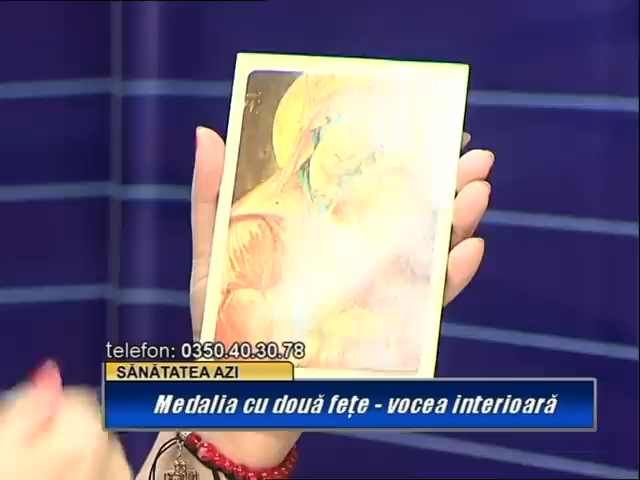 telefon: 0350.40.30.78
SĂNĂTATEA AZI
Medalia cu două fețe - vocea interioară